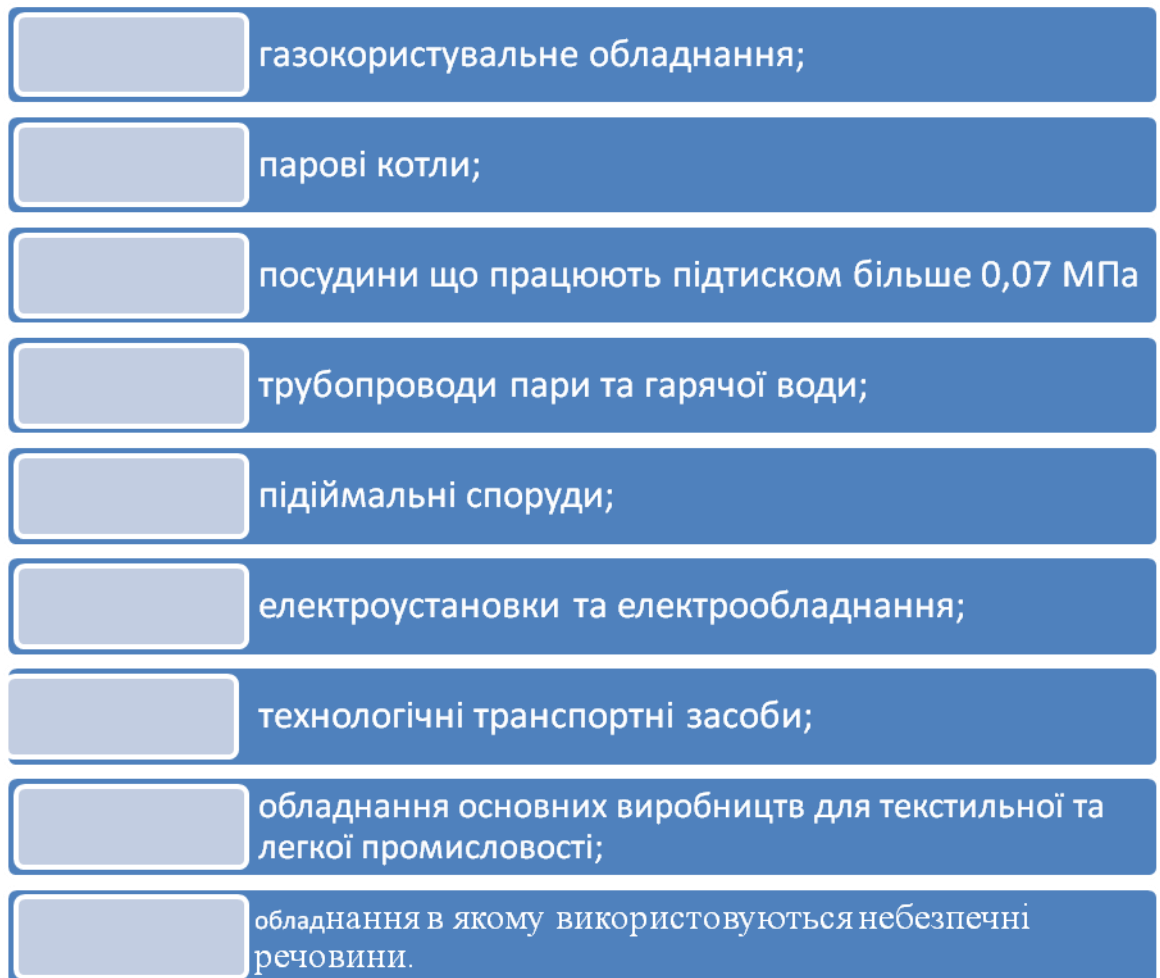 газокористувальне обладнання;
парові котли;
посудини що працюють підтиском більше 0,07 МПа
трубопроводи пари та гарячої води;
підіймальні споруди;
електроустановки та електрообладнання;
технологічні транспортні засоби;
обладнання основних виробництв для текстильної та
легкої промисловості;
обладнання в якому використовуються небезпечні
речовини.